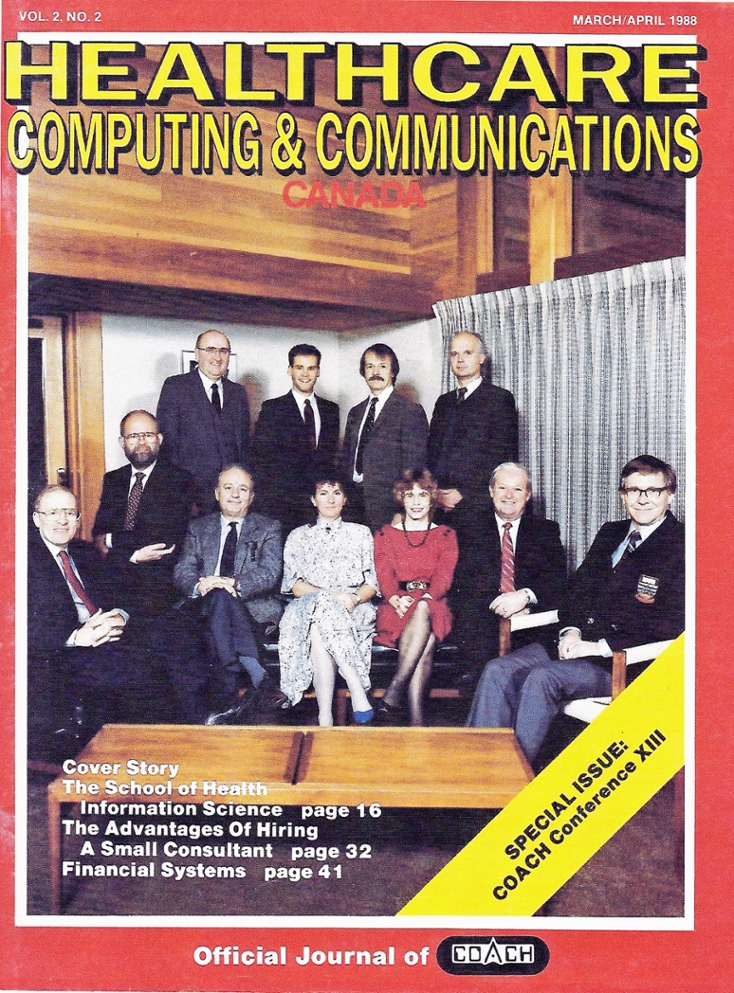 VOL. 2, NO. 2
MARCH/APRIL 1988
HEALTHCARE
COMPUTING & COMMUNICATIONS
CANADA
Cover Story
The School of Health
Information Science page 16
The Advantages Of Hiring
A Small Consultant page 32
Financial Systems page 41
SPECIAL ISSUE:
COACH Conference XIII
Official Journal of COACH